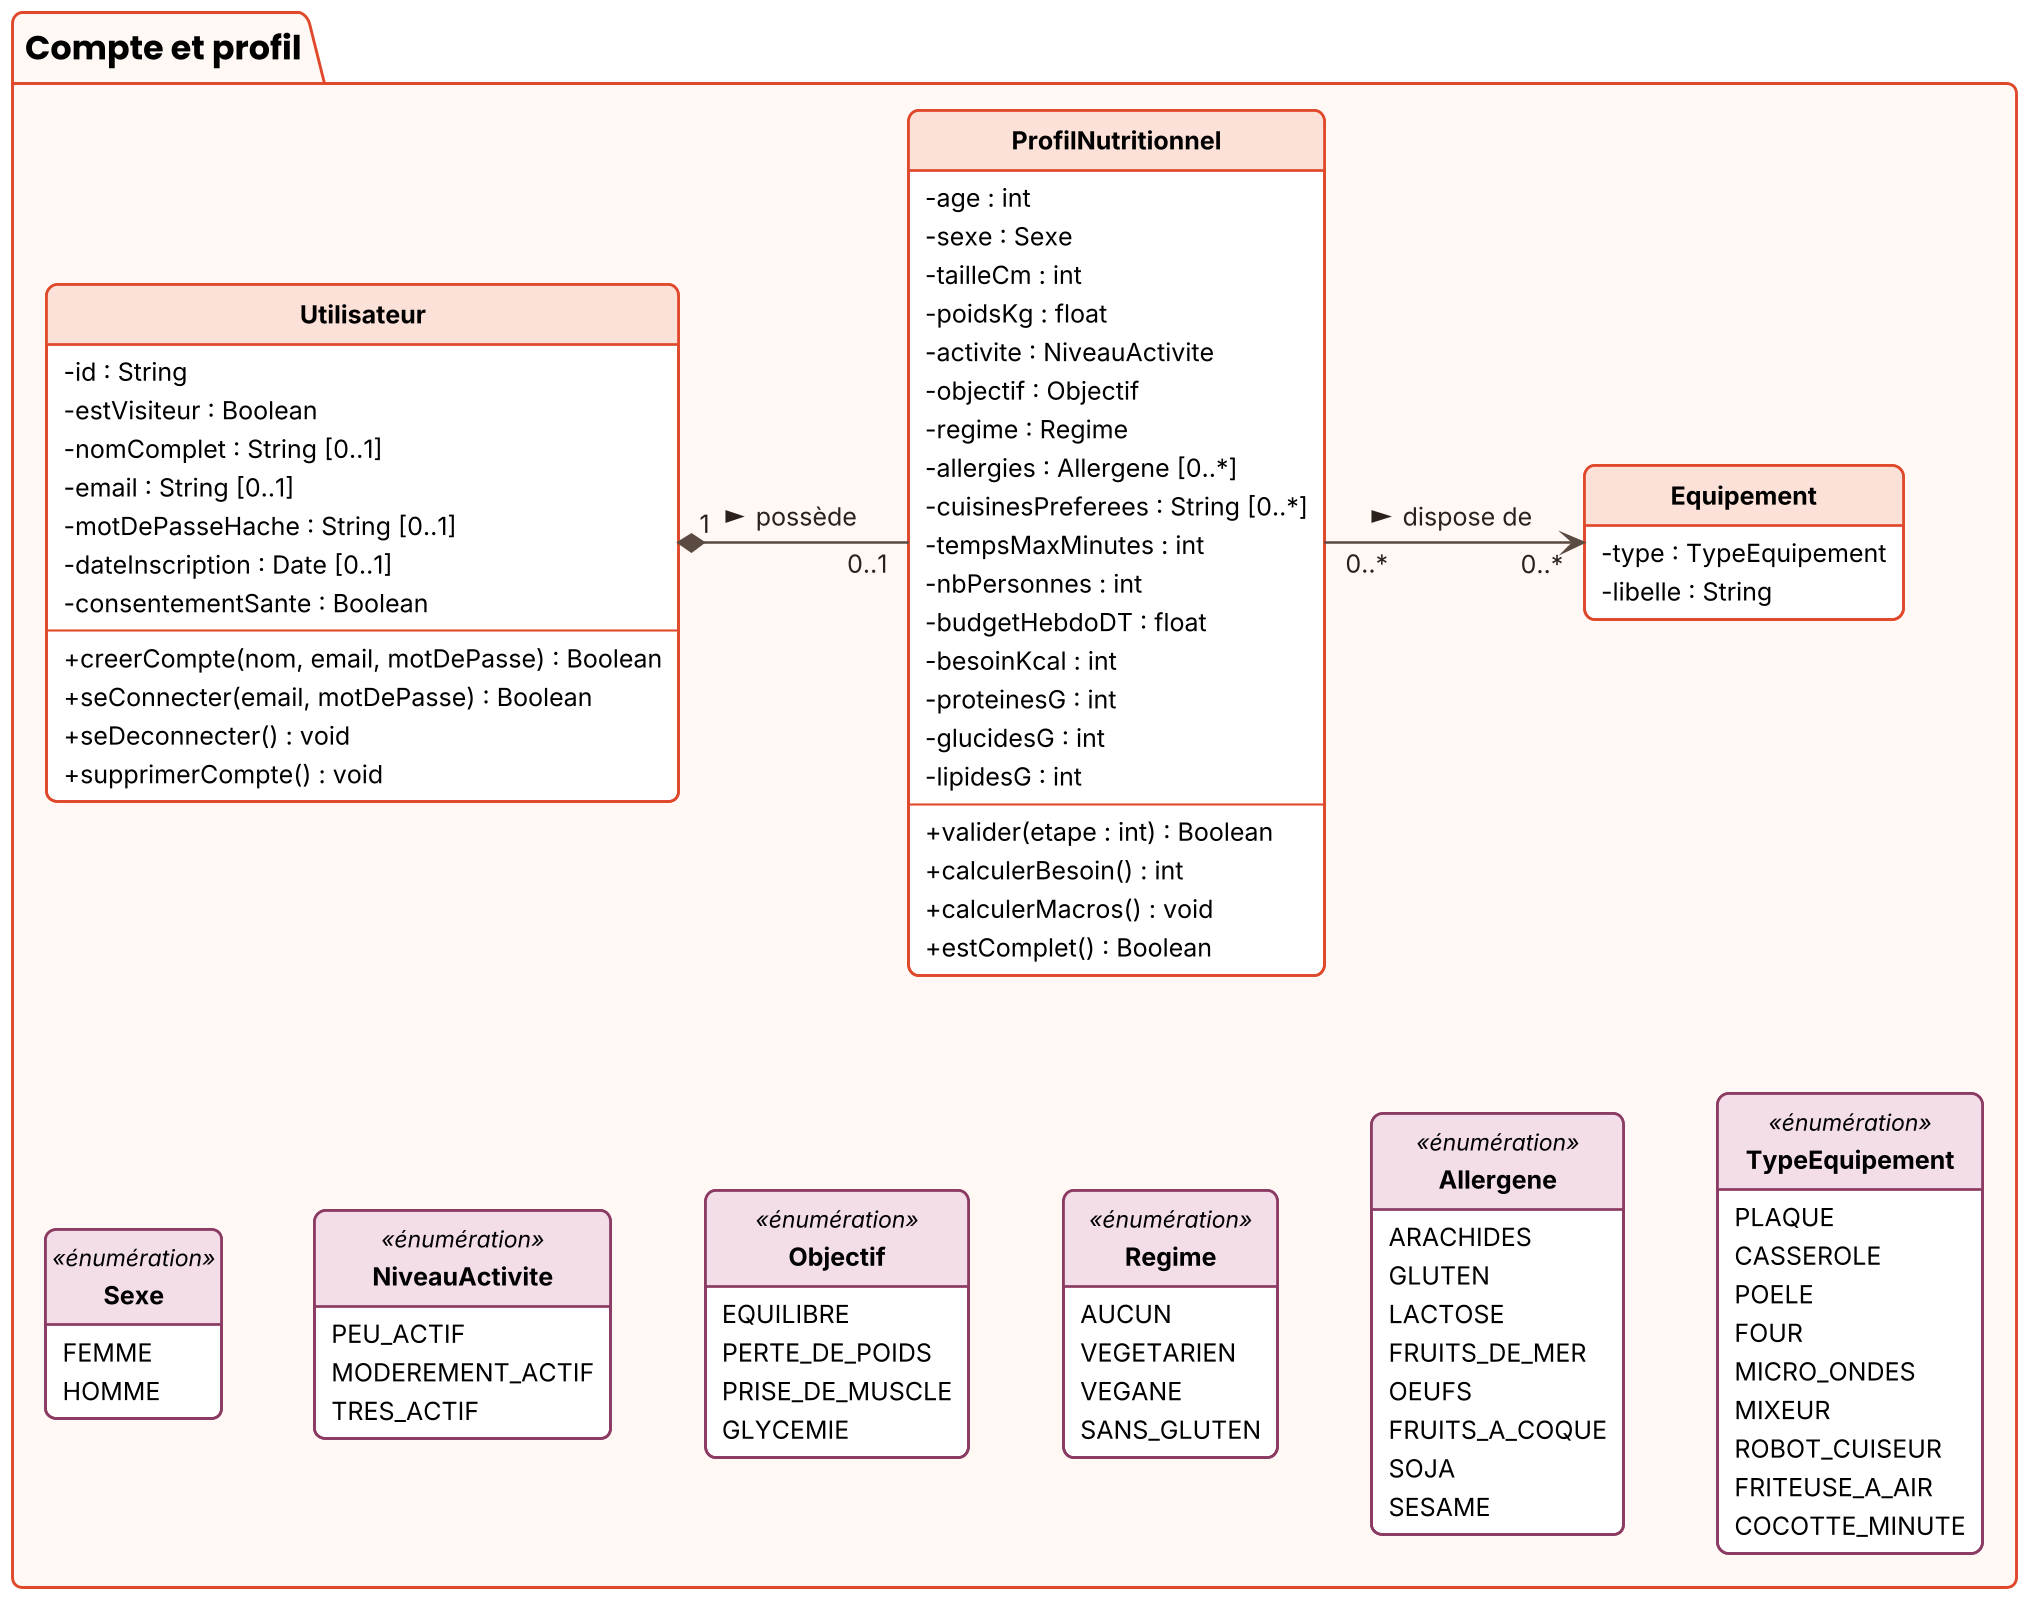 Compte et profil
Utilisateur
-id : String
-estVisiteur : Boolean
-nomComplet : String [0..1]
-email : String [0..1]
-motDePasseHache : String [0..1]
-dateInscription : Date [0..1]
-consentementSante : Boolean
+creerCompte(nom, email, motDePasse) : Boolean
+seConnecter(email, motDePasse) : Boolean
+seDeconnecter() : void
+supprimerCompte() : void
1 ► possède
0..1
ProfilNutritionnel
-age : int
-sexe : Sexe
-tailleCm : int
-poidsKg : float
-activite : NiveauActivite
-objectif : Objectif
-regime : Regime
-allergies : Allergene [0..*]
-cuisinesPreferees : String [0..*]
-tempsMaxMinutes : int
-nbPersonnes : int
-budgetHebdoDT : float
-besoinKcal : int
-proteinesG : int
-glucidesG : int
-lipidesG : int
+valider(etape : int) : Boolean
+calculerBesoin() : int
+calculerMacros() : void
+estComplet() : Boolean
► dispose de
0..* 0..*
Equipement
-type : TypeEquipement
-libelle : String
«énumération»
Sexe
FEMME
HOMME
«énumération»
NiveauActivite
PEU_ACTIF
MODEREMENT_ACTIF
TRES_ACTIF
«énumération»
Objectif
EQUILIBRE
PERTE_DE_POIDS
PRISE_DE_MUSCLE
GLYCEMIE
«énumération»
Regime
AUCUN
VEGETARIEN
VEGANE
SANS_GLUTEN
«énumération»
Allergene
ARACHIDES
GLUTEN
LACTOSE
FRUITS_DE_MER
OEUFS
FRUITS_A_COQUE
SOJA
SESAME
«énumération»
TypeEquipement
PLAQUE
CASSEROLE
POELE
FOUR
MICRO_ONDES
MIXEUR
ROBOT_CUISEUR
FRITEUSE_A_AIR
COCOTTE_MINUTE